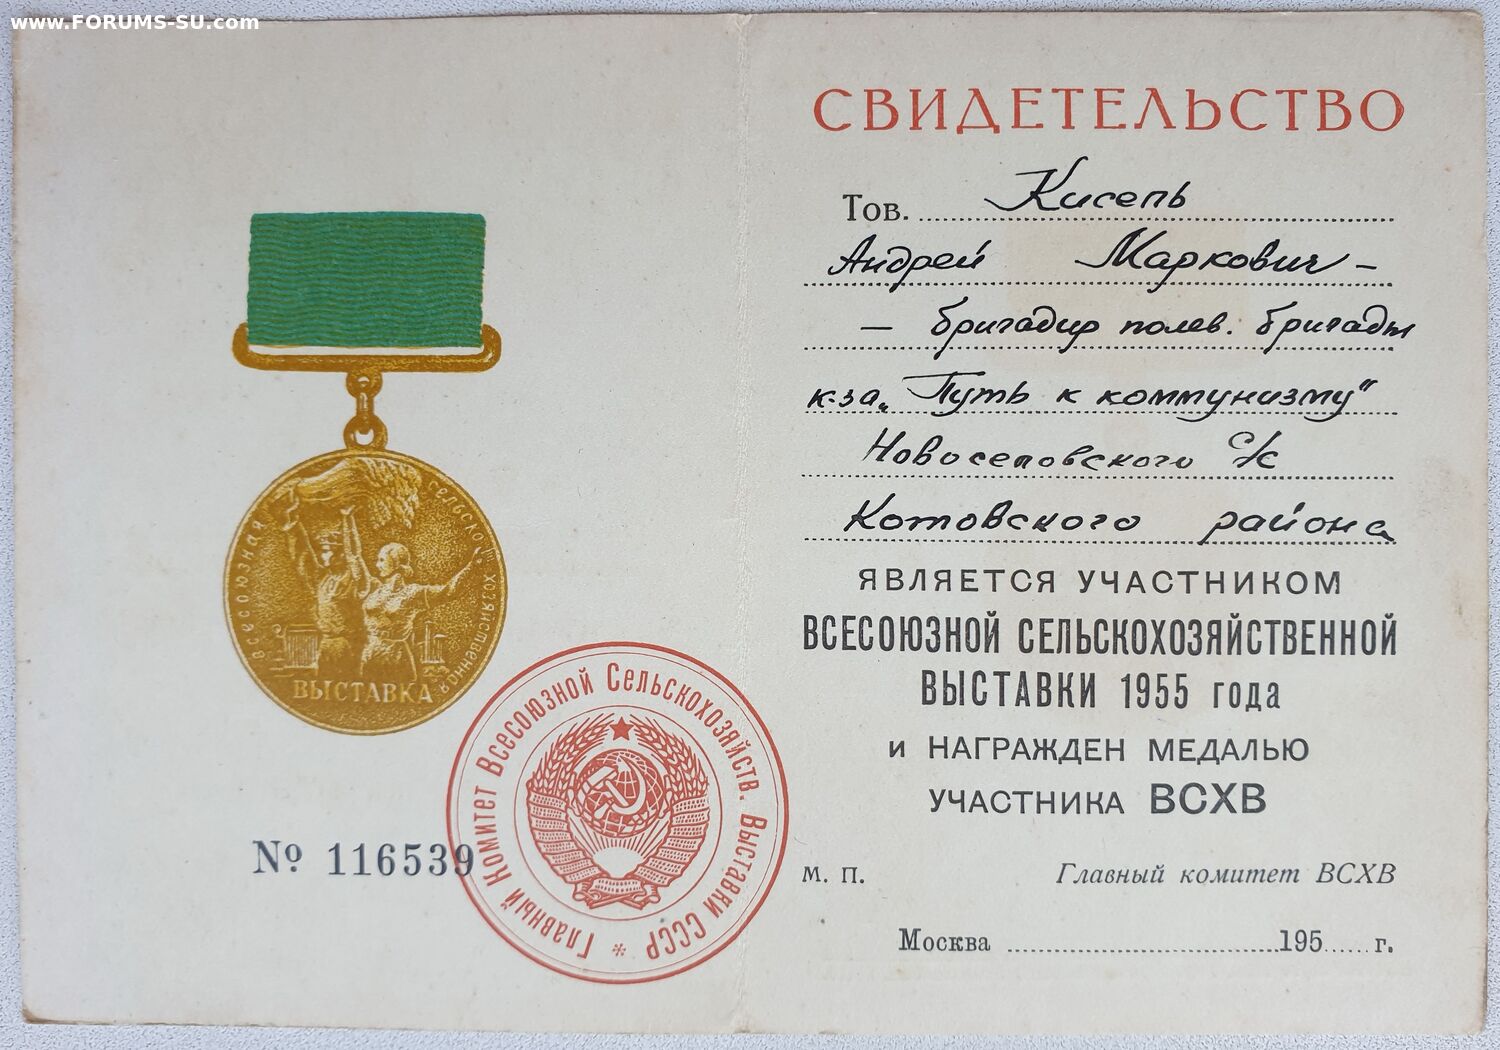 www.FORUMS-SU.com
ВСЕСОЮЗНАЯ СЕЛЬСКОХОЗЯЙСТВЕННАЯ
ВЫСТАВКА
№ 116539
Главный Комитет Всесоюзной Сельскохозяйств. Выставки СССР *
СВИДЕТЕЛЬСТВО
Тов. Кисель
Андрей Маркович –
– бригадир полев. бригады
к-за „Путь к коммунизму"
Новоселовского с/с
Котовского района
ЯВЛЯЕТСЯ УЧАСТНИКОМ
ВСЕСОЮЗНОЙ СЕЛЬСКОХОЗЯЙСТВЕННОЙ
ВЫСТАВКИ 1955 года
и НАГРАЖДЕН МЕДАЛЬЮ
УЧАСТНИКА ВСХВ
М. П. Главный комитет ВСХВ
Москва ........ 195..... г.